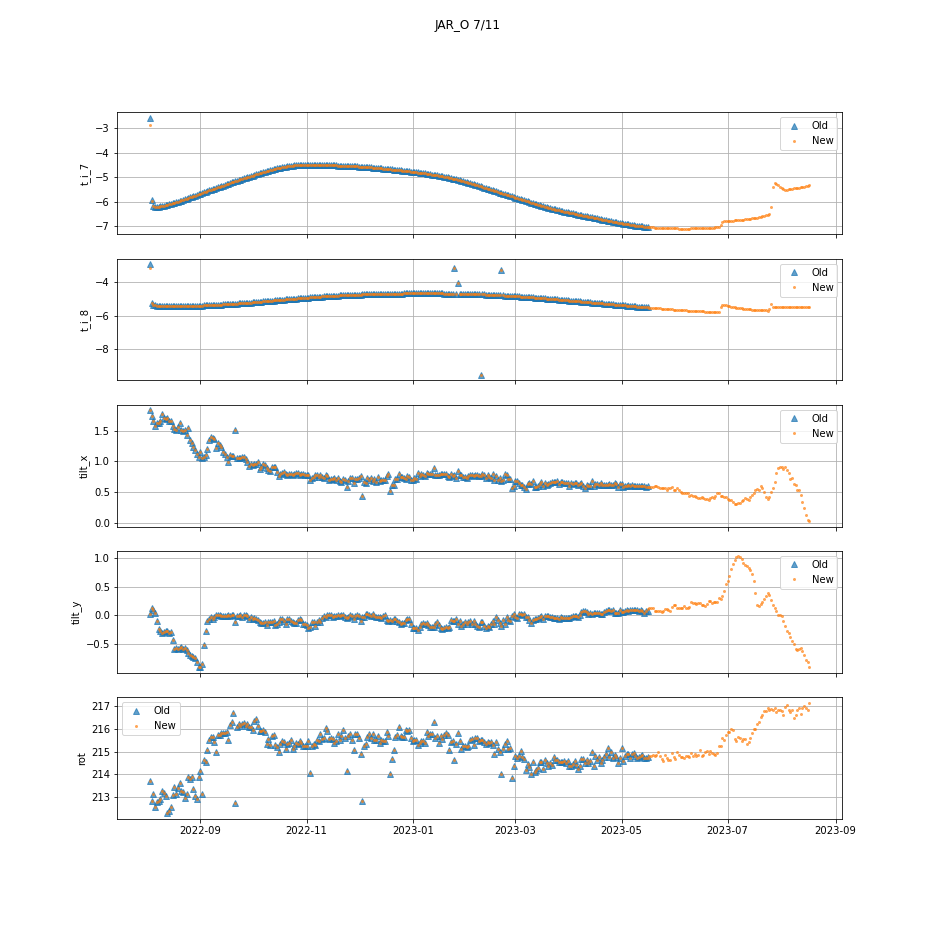 JAR_O 7/11
t_i_7
−3
−4
−5
−6
−7
Old
New
t_i_8
−4
−6
−8
Old
New
tilt_x
1.5
1.0
0.5
0.0
Old
New
tilt_y
1.0
0.5
0.0
−0.5
Old
New
rot
217
216
215
214
213
Old
New
2022-09 2022-11 2023-01 2023-03 2023-05 2023-07 2023-09